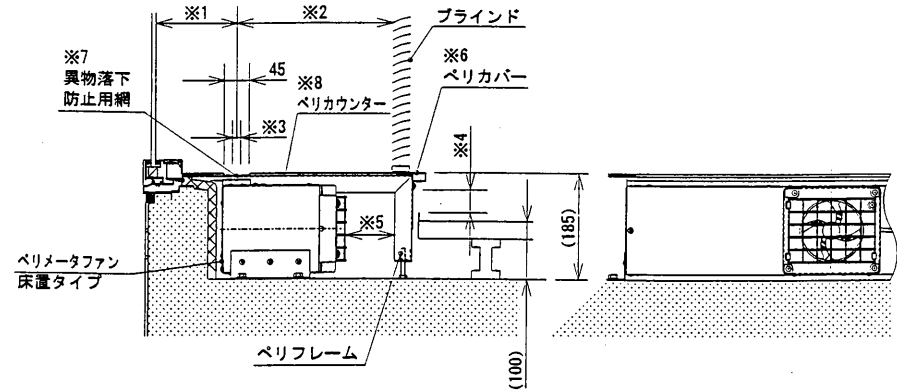 ※1
※2
ブラインド
※7
異物落下
防止用網
45
※8
ペリカウンター
※6
ペリカバー
※3
※4
※5
(185)
ペリメータファン
床置タイプ
ペリフレーム
(100)